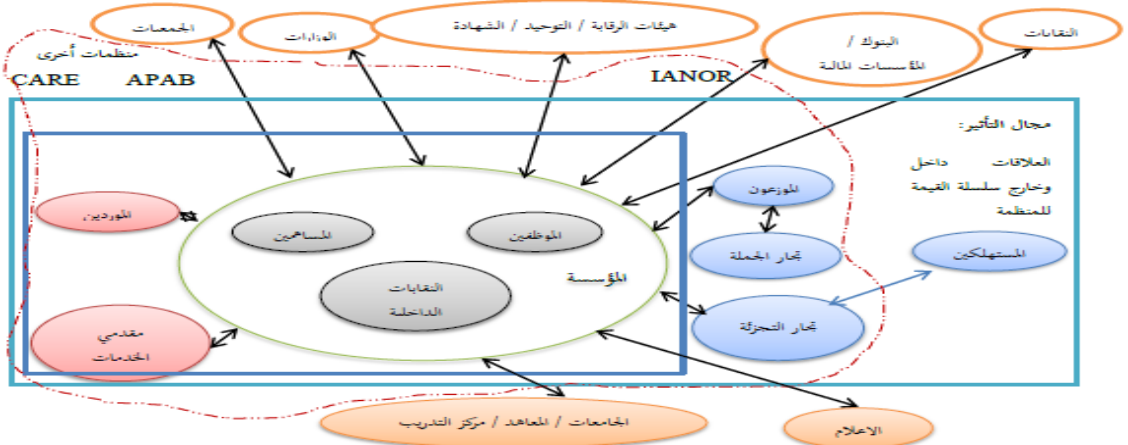 الجمعيات
الوزارات
هيئات الرقابة / التوحيد / الشهادة
البنوك /
المؤسسات المالية
النقابات
منظمات أخرى
CARE APAB
IANOR
مجال التأثير:
العلاقات داخل
وخارج سلسلة القيمة
للمنظمة
الموردين
المساهمين
الموظفين
الموزعون
النقابات
الداخلية
المؤسسة
تجار الجملة
المستهلكين
مقدمي
الخدمات
تجار التجزئة
الجامعات / المعاهد / مركز التدريب
الاعلام